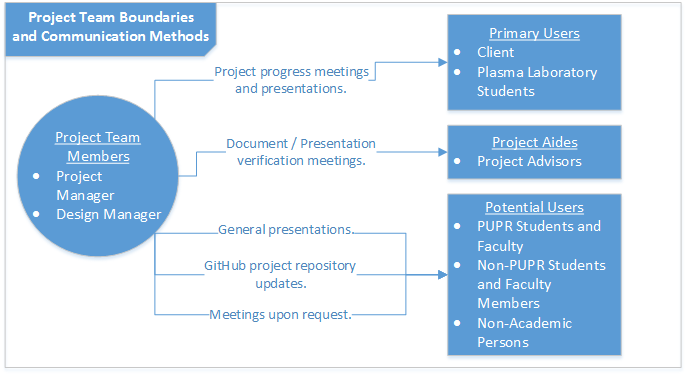 Project Team Boundaries
and Communication Methods
Project Team
Members
● Project
Manager
● Design Manager
Project progress meetings
and presentations.
Primary Users
● Client
● Plasma Laboratory
Students
Document / Presentation
verification meetings.
Project Aides
● Project Advisors
General presentations.
GitHub project repository
updates.
Meetings upon request.
Potential Users
● PUPR Students and
Faculty
● Non-PUPR Students
and Faculty
Members
● Non-Academic
Persons